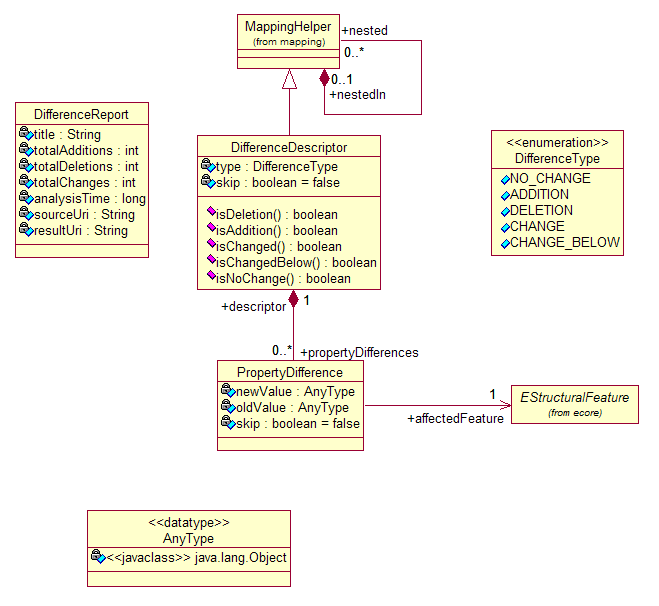 MappingHelper
(from mapping)
+nested
0..*
0..1
+nestedIn
DifferenceReport
title : String
totalAdditions : int
totalDeletions : int
totalChanges : int
analysisTime : long
sourceUri : String
resultUri : String
DifferenceDescriptor
type : DifferenceType
skip : boolean = false
isDeletion() : boolean
isAddition() : boolean
isChanged() : boolean
isChangedBelow() : boolean
isNoChange() : boolean
<<enumeration>>
DifferenceType
NO_CHANGE
ADDITION
DELETION
CHANGE
CHANGE_BELOW
+descriptor
1
0..*
+propertyDifferences
PropertyDifference
newValue : AnyType
oldValue : AnyType
skip : boolean = false
1
+affectedFeature
EStructuralFeature
(from ecore)
<<datatype>>
AnyType
<<javaclass>> java.lang.Object